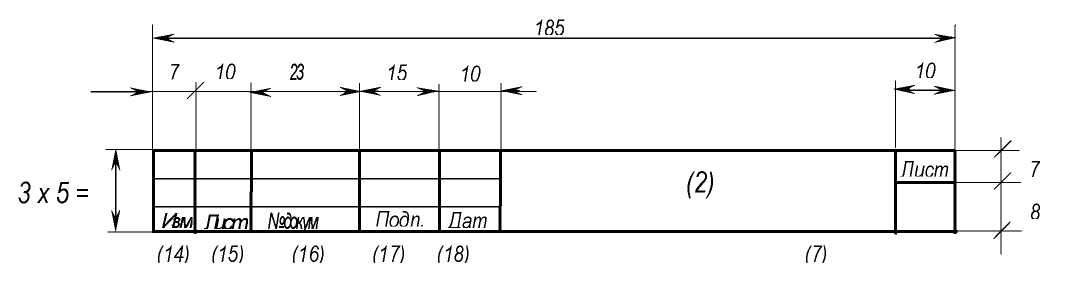 185
7 10 23 15 10 10
3 x 5 =
(2)
Лист
7
8
Изм Лист №докум Подп. Дат
(14) (15) (16) (17) (18) (7)